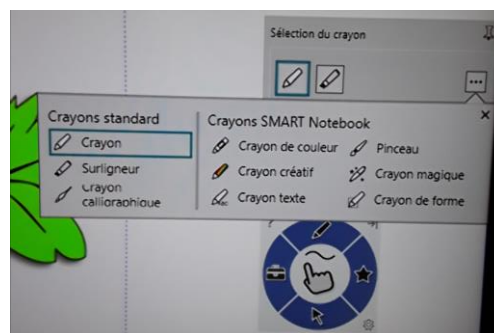 Sélection du crayon
Crayons standard
Crayon
Surligneur
Crayon
calligraphique
Crayons SMART Notebook
Crayon de couleur
Pinceau
Crayon créatif
Crayon magique
Crayon texte
Crayon de forme